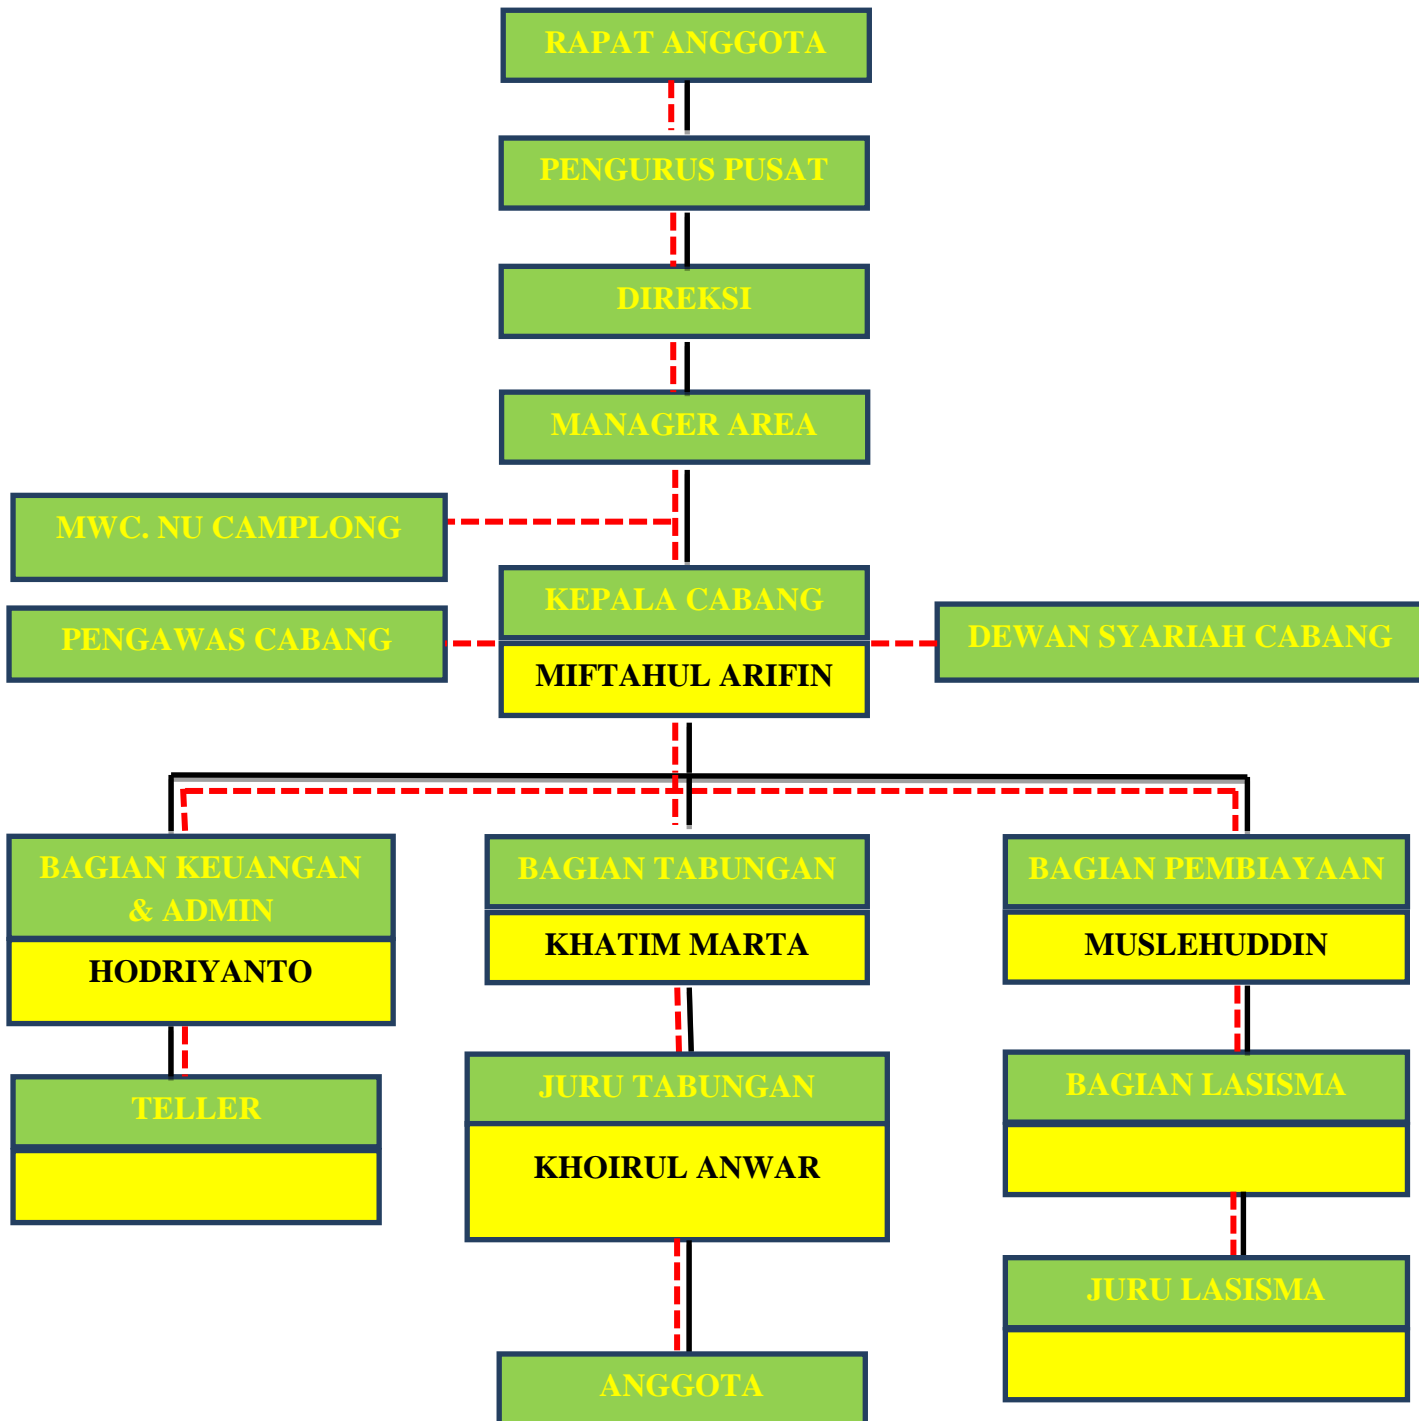 RAPAT ANGGOTA
PENGURUS PUSAT
DIREKSI
MANAGER AREA
MWC. NU CAMPLONG
KEPALA CABANG
MIFTAHUL ARIFIN
PENGAWAS CABANG
DEWAN SYARIAH CABANG
BAGIAN KEUANGAN
& ADMIN
HODRIYANTO
BAGIAN TABUNGAN
KHATIM MARTA
BAGIAN PEMBIAYAAN
MUSLEHUDDIN
TELLER
JURU TABUNGAN
KHOIRUL ANWAR
BAGIAN LASISMA
JURU LASISMA
ANGGOTA